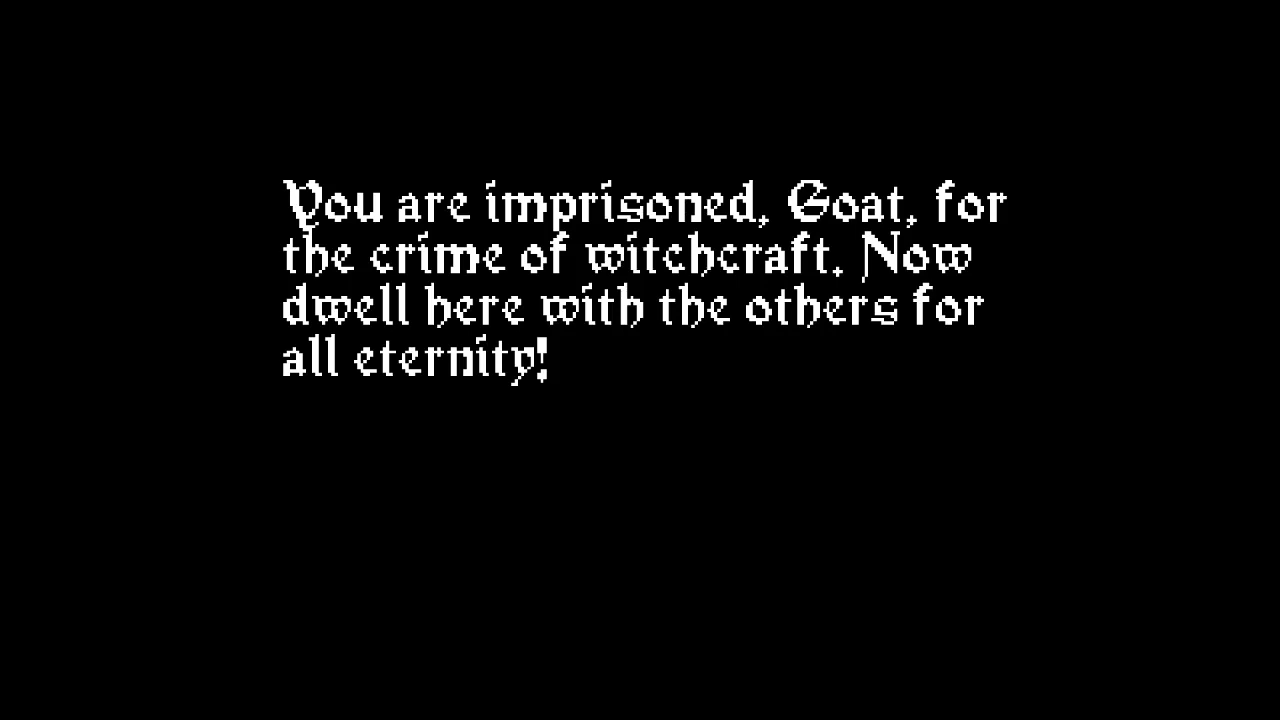 You are imprisoned, Goat, for
the crime of witchcraft. Now
dwell here with the others for
all eternity!